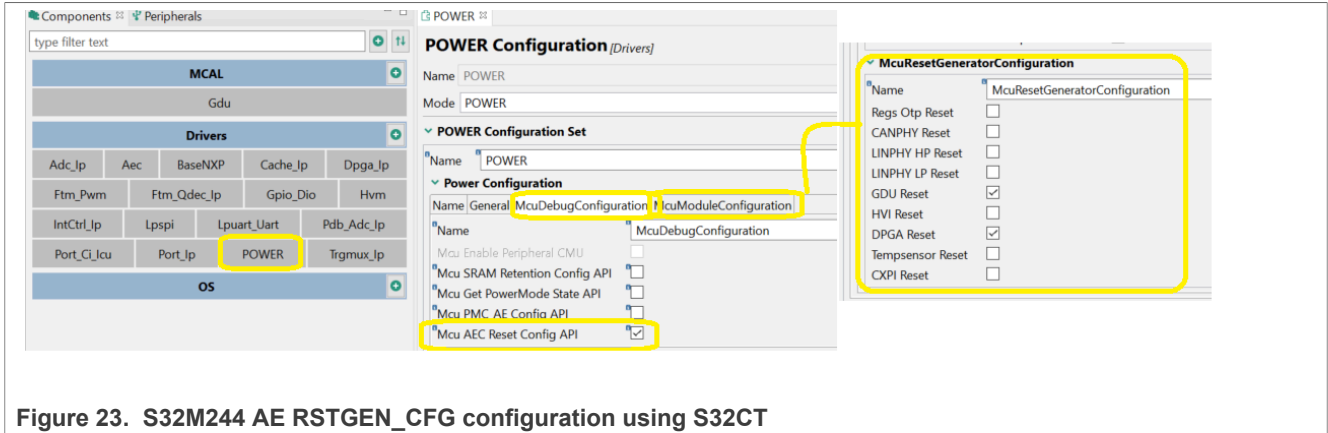 Components Peripherals
type filter text
MCAL
Gdu
Drivers
Adc_Ip Aec BaseNXP Cache_Ip Dpga_Ip
Ftm_Pwm Ftm_Qdec_Ip Gpio_Dio Hvm
IntCtrl_Ip Lpspi Lpuart_Uart Pdb_Adc_Ip
Port_Ci_Icu Port_Ip POWER Trgmux_Ip
OS
POWER
POWER Configuration [Drivers]
Name POWER
Mode POWER
POWER Configuration Set
Name POWER
Power Configuration
Name General McuDebugConfiguration McuModuleConfiguration
Name McuDebugConfiguration
Mcu Enable Peripheral CMU
Mcu SRAM Retention Config API
Mcu Get PowerMode State API
Mcu PMC AE Config API
Mcu AEC Reset Config API
McuResetGeneratorConfiguration
Name McuResetGeneratorConfiguration
Regs Otp Reset
CANPHY Reset
LINPHY HP Reset
LINPHY LP Reset
GDU Reset
HVI Reset
DPGA Reset
Tempsensor Reset
CXPI Reset
Figure 23. S32M244 AE RSTGEN_CFG configuration using S32CT